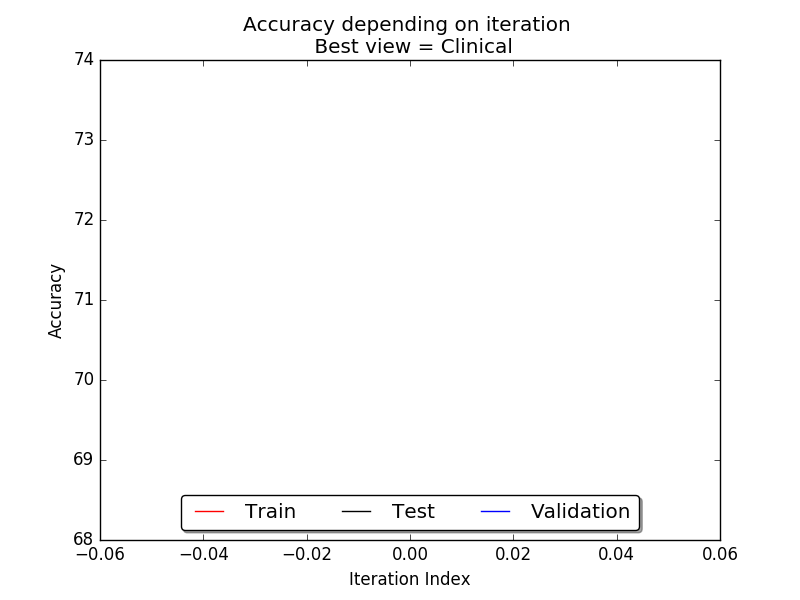 Accuracy depending on iteration
Best view = Clinical
74
73
72
71
70
69
68
Accuracy
Train Test Validation
−0.06 −0.04 −0.02 0.00 0.02 0.04 0.06
Iteration Index